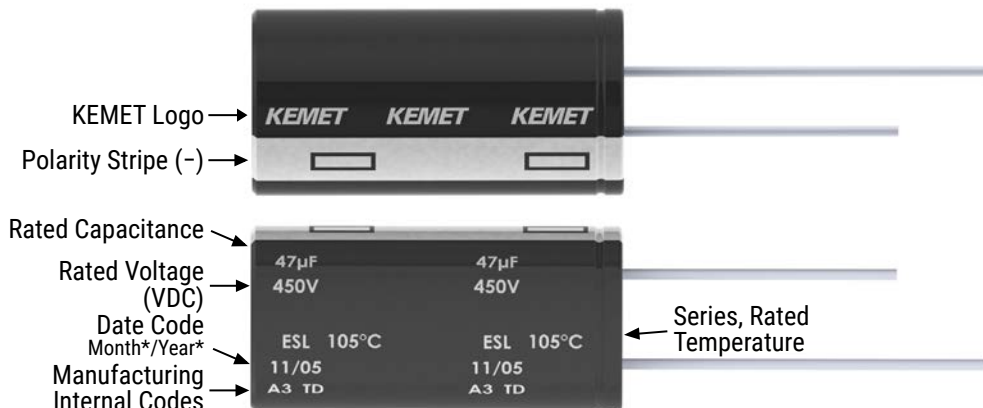 KEMET Logo
KEMET KEMET KEMET
Polarity Stripe (−)
Rated Capacitance
47µF 47µF
Rated Voltage
(VDC)
450V 450V
Date Code
Month*/Year*
ESL 105°C ESL 105°C
Series, Rated
Temperature
11/05 11/05
Manufacturing
Internal Codes
A3 TD A3 TD